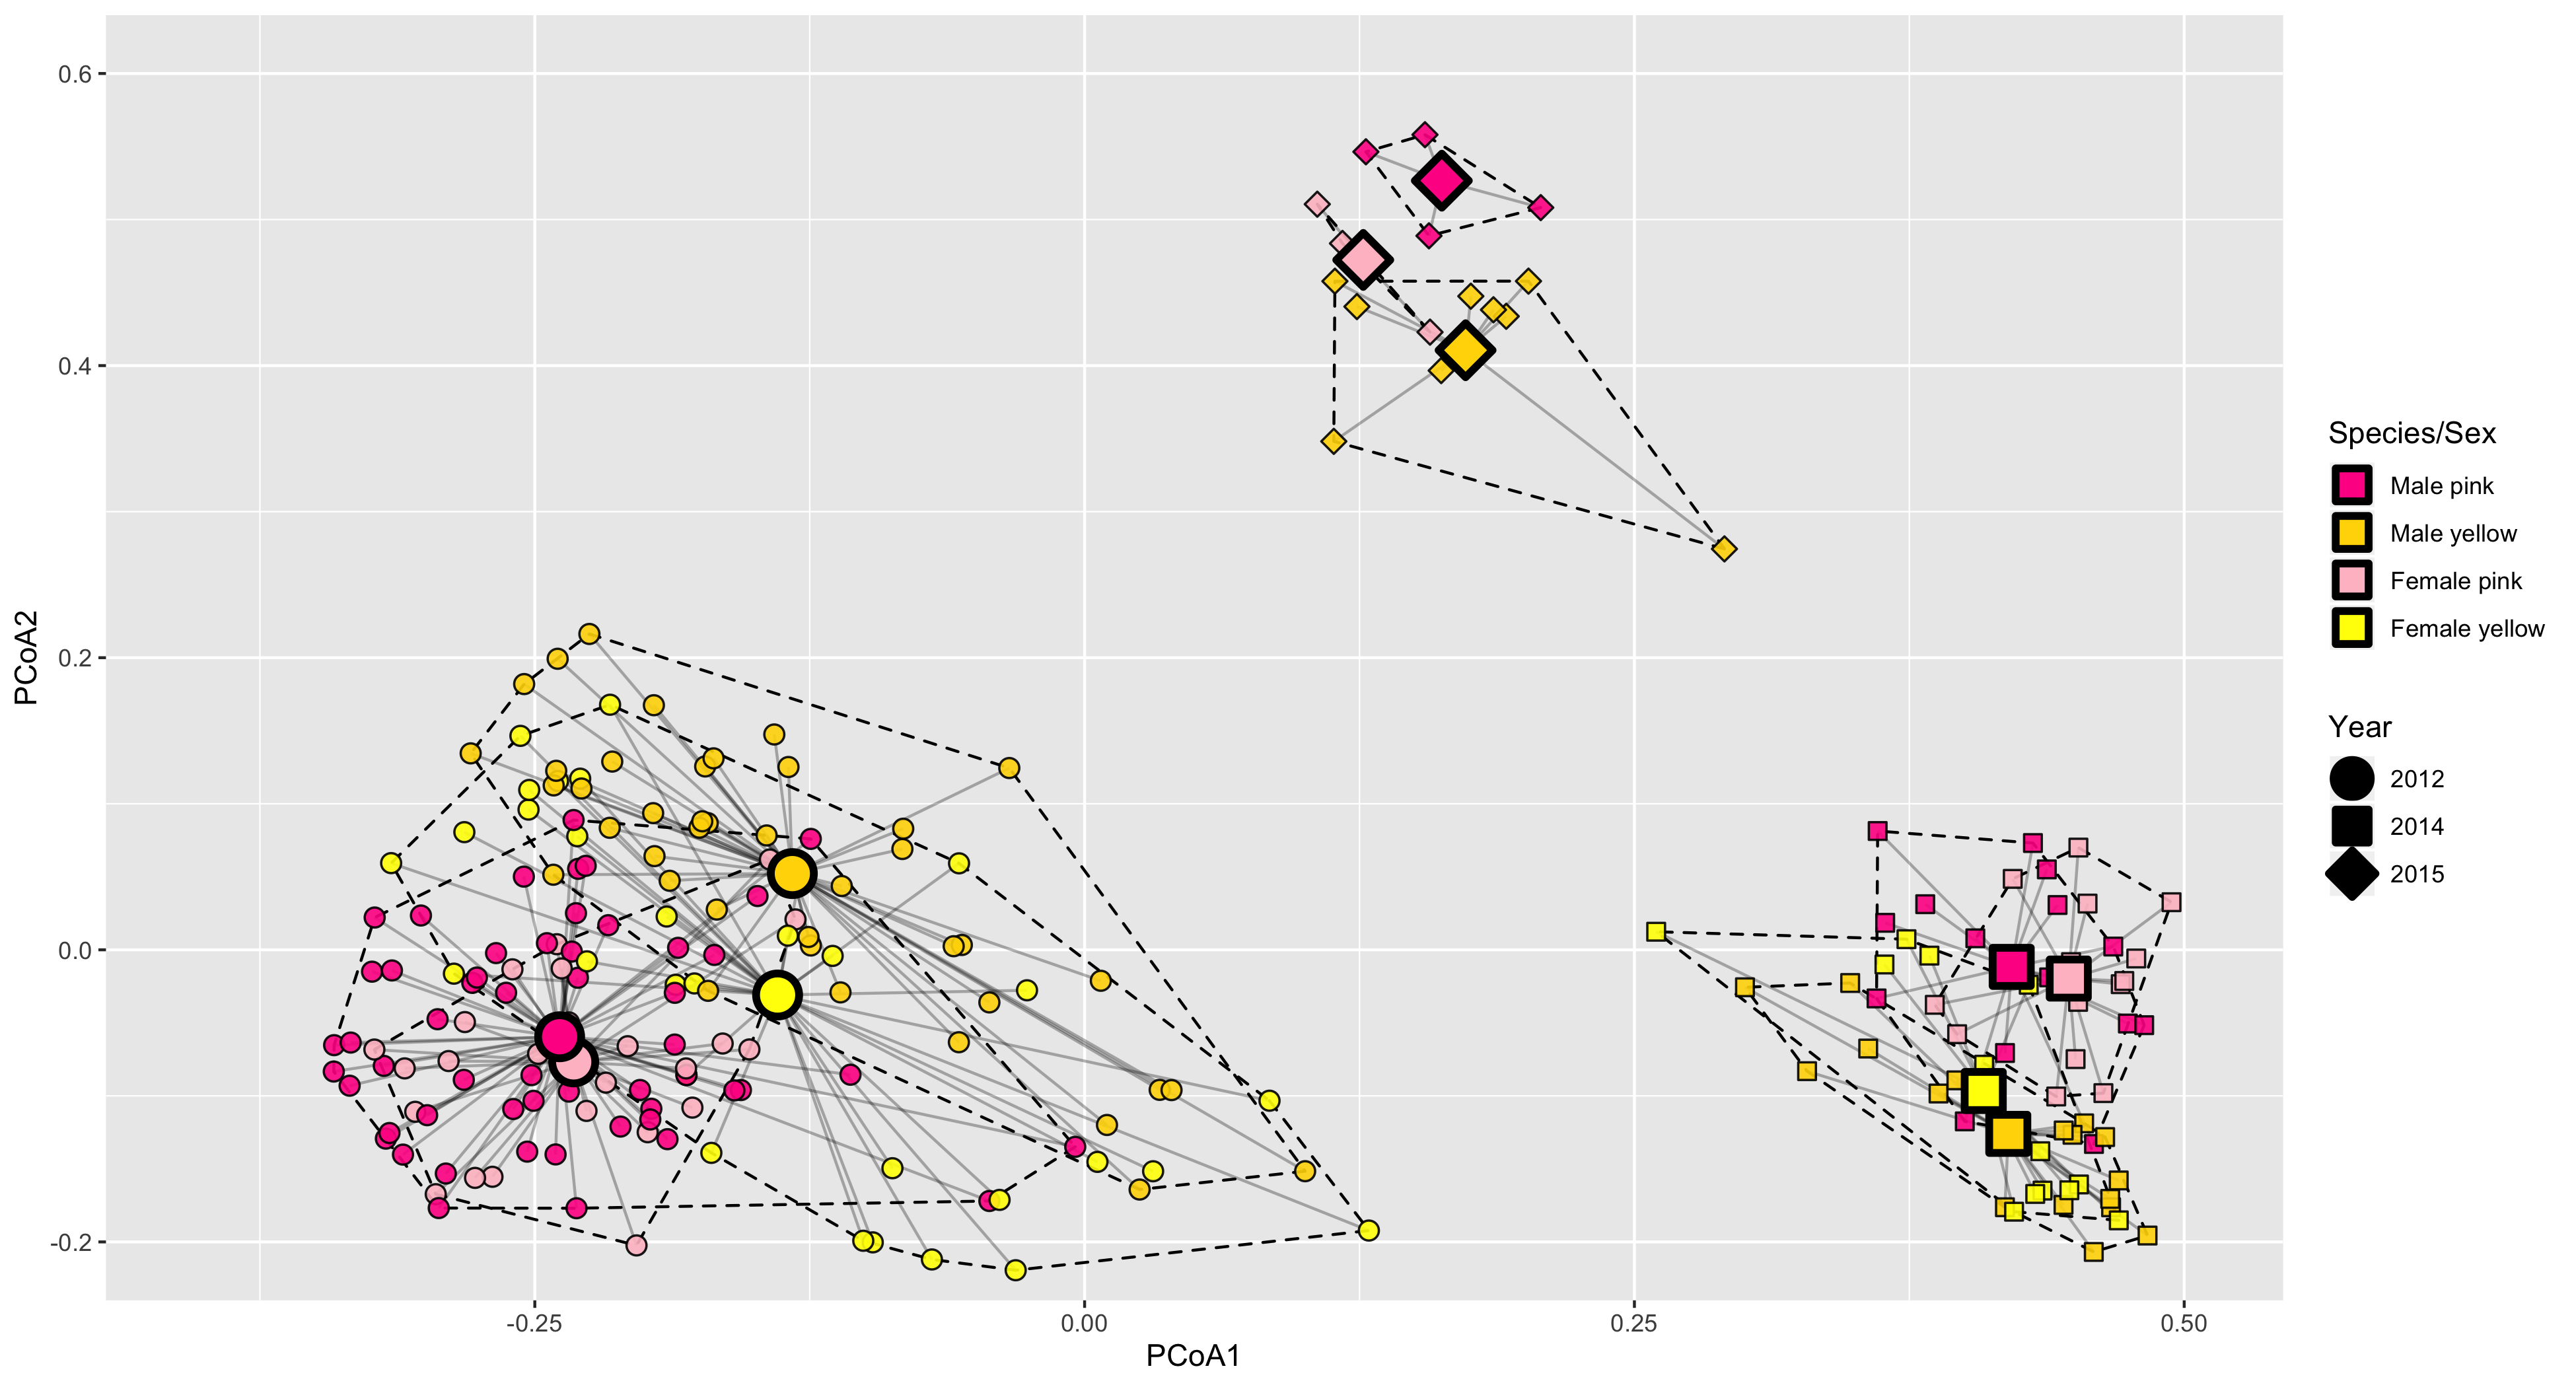 0.6
0.4
0.2
0.0
-0.2
PCoA2
-0.25
0.00
0.25
0.50
PCoA1
Species/Sex
Male pink
Male yellow
Female pink
Female yellow
Year
2012
2014
2015